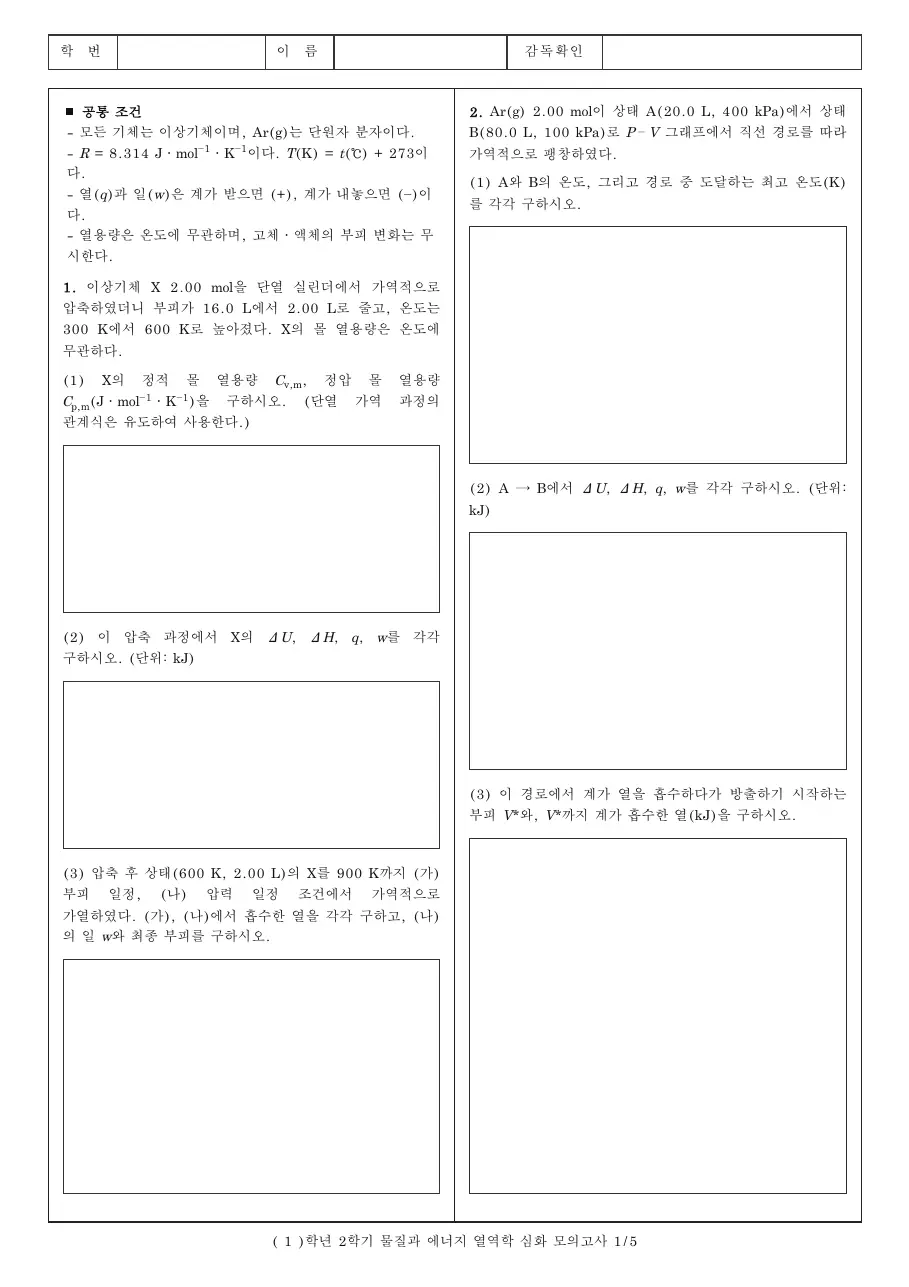 학 번 이 름 감독확인
■ 공통 조건
- 모든 기체는 이상기체이며, Ar(g)는 단원자 분자이다.
- R = 8.314 J·mol⁻¹·K⁻¹이다. T(K) = t(℃) + 273이
다.
- 열(q)과 일(w)은 계가 받으면 (+), 계가 내놓으면 (−)이
다.
- 열용량은 온도에 무관하며, 고체·액체의 부피 변화는 무
시한다.
1. 이상기체 X 2.00 mol을 단열 실린더에서 가역적으로
압축하였더니 부피가 16.0 L에서 2.00 L로 줄고, 온도는
300 K에서 600 K로 높아졌다. X의 몰 열용량은 온도에
무관하다.
(1) X의 정적 몰 열용량 Cv,m, 정압 몰 열용량
Cp,m(J·mol⁻¹·K⁻¹)을 구하시오. (단열 가역 과정의
관계식은 유도하여 사용한다.)
(2) 이 압축 과정에서 X의 ΔU, ΔH, q, w를 각각
구하시오. (단위: kJ)
(3) 압축 후 상태(600 K, 2.00 L)의 X를 900 K까지 (가)
부피 일정, (나) 압력 일정 조건에서 가역적으로
가열하였다. (가), (나)에서 흡수한 열을 각각 구하고, (나)
의 일 w와 최종 부피를 구하시오.
2. Ar(g) 2.00 mol이 상태 A(20.0 L, 400 kPa)에서 상태
B(80.0 L, 100 kPa)로 P–V 그래프에서 직선 경로를 따라
가역적으로 팽창하였다.
(1) A와 B의 온도, 그리고 경로 중 도달하는 최고 온도(K)
를 각각 구하시오.
(2) A → B에서 ΔU, ΔH, q, w를 각각 구하시오. (단위:
kJ)
(3) 이 경로에서 계가 열을 흡수하다가 방출하기 시작하는
부피 V*와, V*까지 계가 흡수한 열(kJ)을 구하시오.
( 1 )학년 2학기 물질과 에너지 열역학 심화 모의고사 1/5